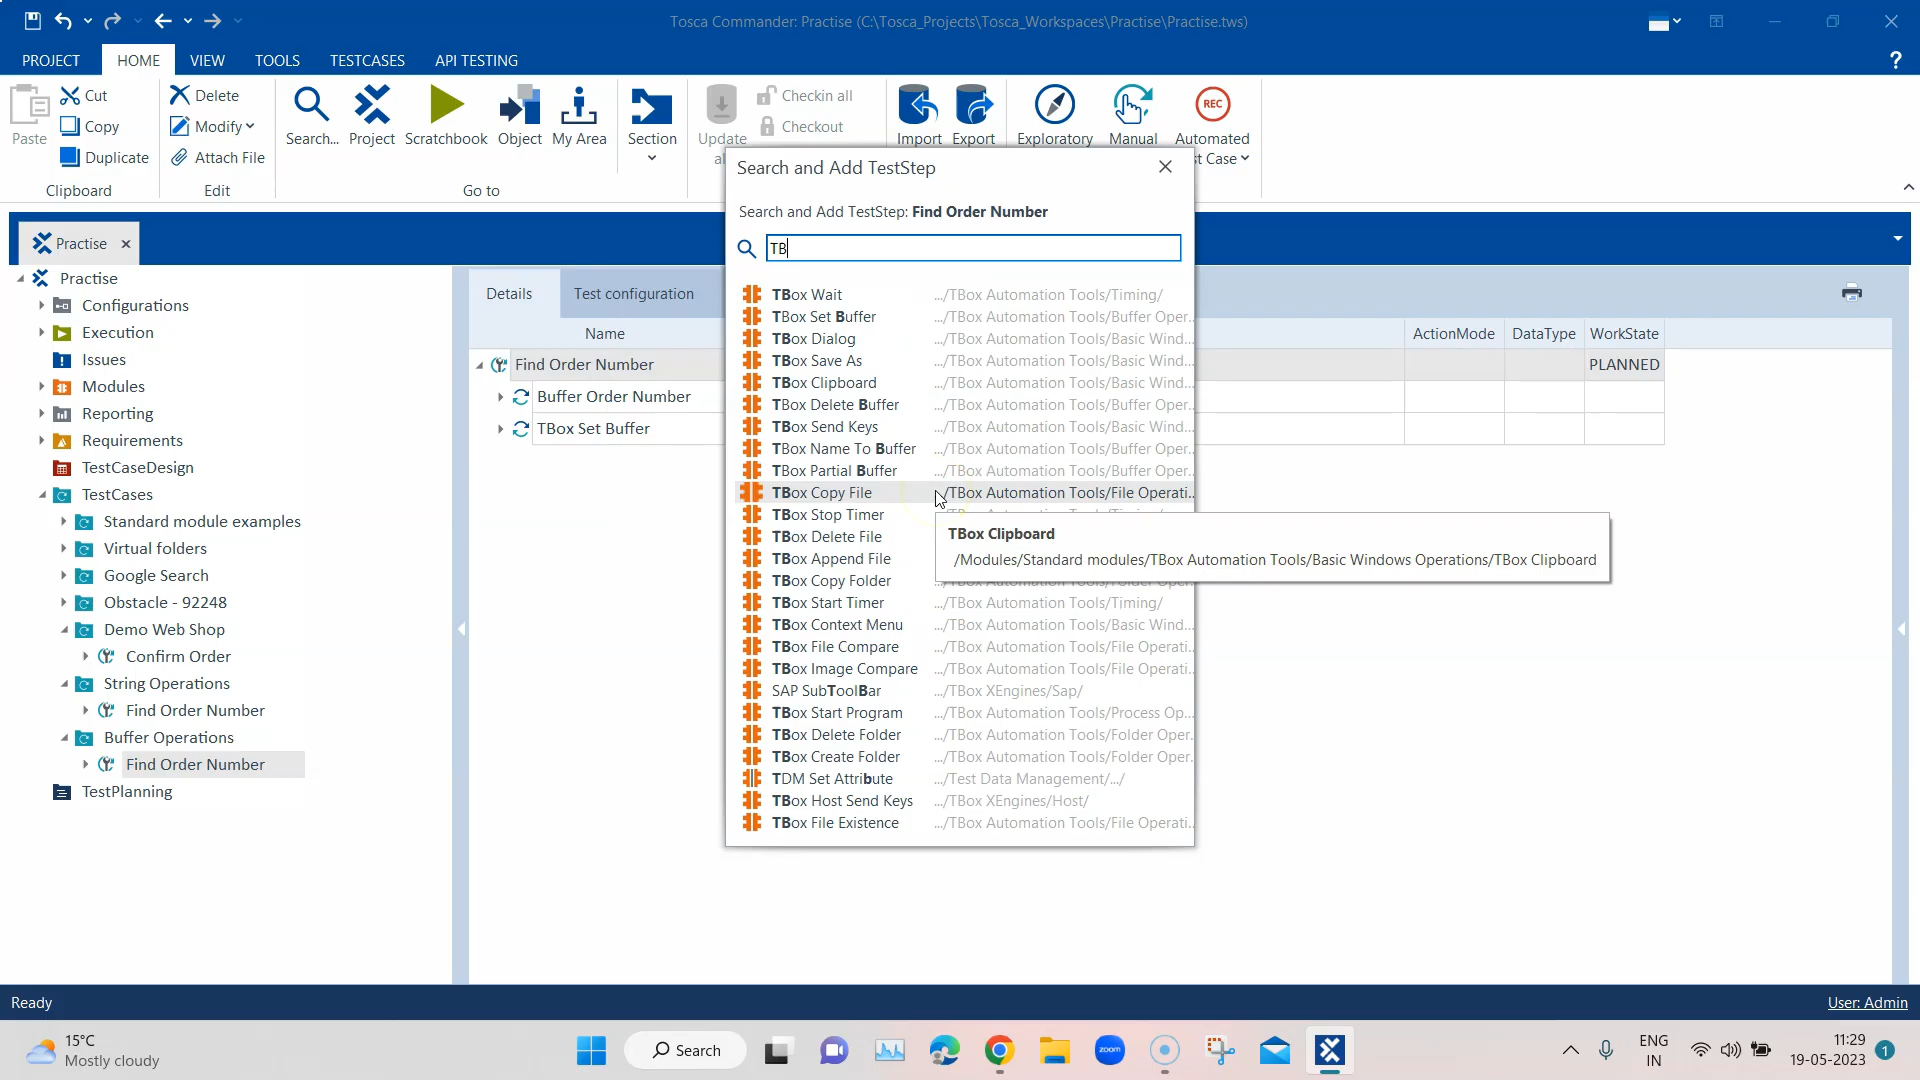 Tosca Commander: Practise (C:\Tosca_Projects\Tosca_Workspaces\Practise\Practise.tws)
PROJECT HOME VIEW TOOLS TESTCASES API TESTING ?
Paste
Cut
Copy
Duplicate
Clipboard
Delete
Modify
Attach File
Edit
Search...
Project
Scratchbook
Object
My Area
Go to
Section
Update
al
Checkin all
Checkout
Import
Export
Exploratory
Manual
REC
Automated
t Case
Practise
Practise
Configurations
Execution
Issues
Modules
Reporting
Requirements
TestCaseDesign
TestCases
Standard module examples
Virtual folders
Google Search
Obstacle - 92248
Demo Web Shop
Confirm Order
String Operations
Find Order Number
Buffer Operations
Find Order Number
TestPlanning
Details Test configuration
Name ActionMode DataType WorkState
Find Order Number PLANNED
Buffer Order Number
TBox Set Buffer
Search and Add TestStep
Search and Add TestStep: Find Order Number
TB
TBox Wait .../TBox Automation Tools/Timing/
TBox Set Buffer .../TBox Automation Tools/Buffer Oper...
TBox Dialog .../TBox Automation Tools/Basic Wind...
TBox Save As .../TBox Automation Tools/Basic Wind...
TBox Clipboard .../TBox Automation Tools/Basic Wind...
TBox Delete Buffer .../TBox Automation Tools/Buffer Oper...
TBox Send Keys .../TBox Automation Tools/Basic Wind...
TBox Name To Buffer .../TBox Automation Tools/Buffer Oper...
TBox Partial Buffer .../TBox Automation Tools/Buffer Oper...
TBox Copy File /TBox Automation Tools/File Operati...
TBox Stop Timer
TBox Delete File
TBox Append File
TBox Copy Folder
TBox Start Timer .../TBox Automation Tools/Timing/
TBox Context Menu .../TBox Automation Tools/Basic Wind...
TBox File Compare .../TBox Automation Tools/File Operati...
TBox Image Compare .../TBox Automation Tools/File Operati...
SAP SubToolBar .../TBox XEngines/Sap/
TBox Start Program .../TBox Automation Tools/Process Op...
TBox Delete Folder .../TBox Automation Tools/Folder Oper...
TBox Create Folder .../TBox Automation Tools/Folder Oper...
TDM Set Attribute .../Test Data Management/.../
TBox Host Send Keys .../TBox XEngines/Host/
TBox File Existence .../TBox Automation Tools/File Operati...
TBox Clipboard
/Modules/Standard modules/TBox Automation Tools/Basic Windows Operations/TBox Clipboard
Ready User: Admin
15°C
Mostly cloudy
Search
zoom
ENG
IN
11:29
19-05-2023
1